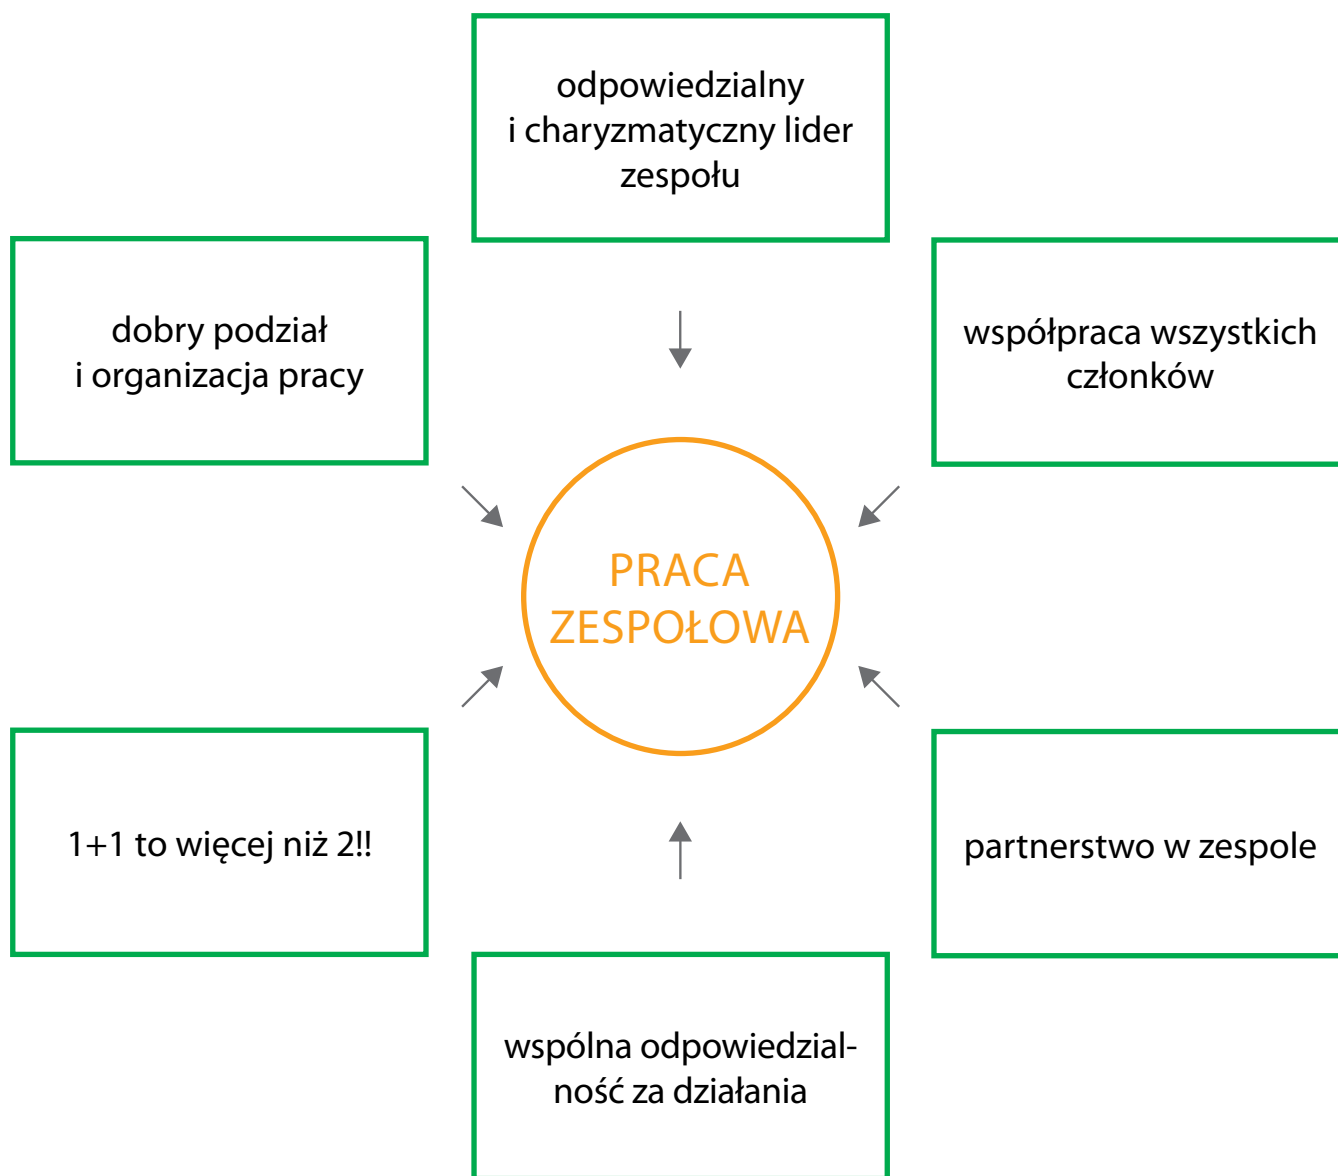 odpowiedzialny
i charyzmatyczny lider
zespołu
dobry podział
i organizacja pracy
współpraca wszystkich
członków
PRACA
ZESPOŁOWA
1+1 to więcej niż 2!!
partnerstwo w zespole
wspólna odpowiedzial-
ność za działania